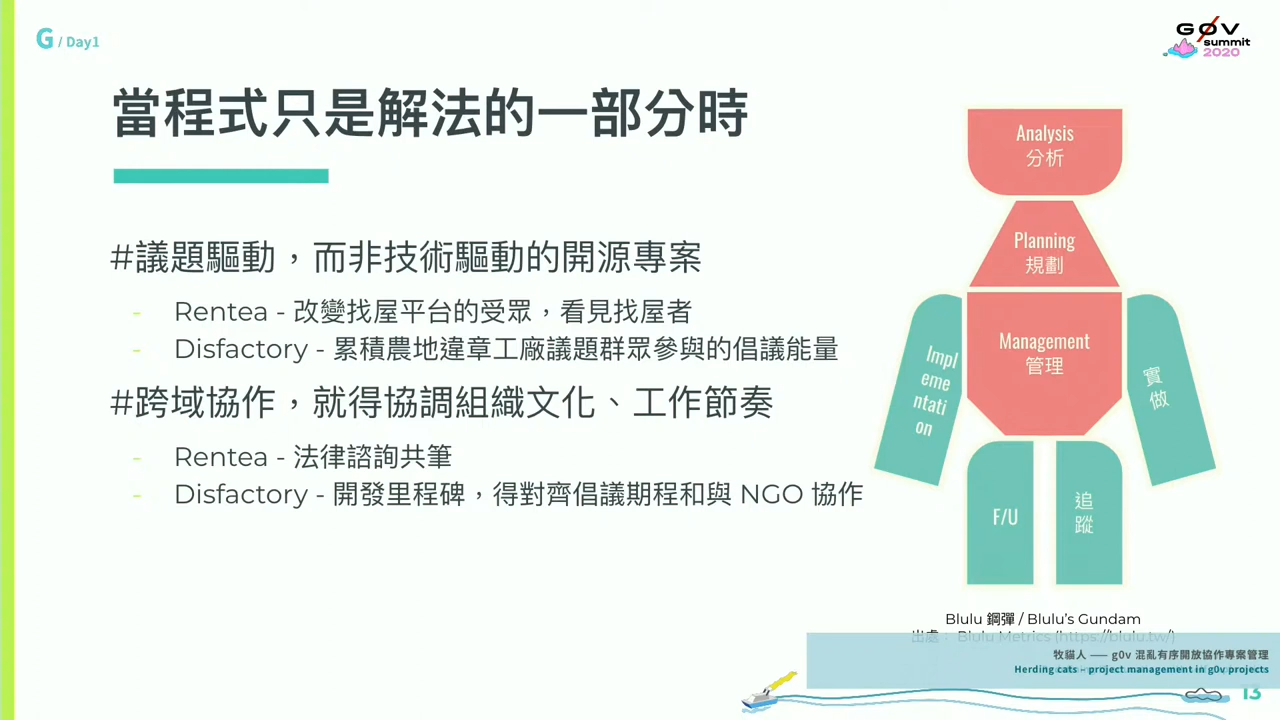 G / Day1
GØV
summit
2020
當程式只是解法的一部分時
#議題驅動，而非技術驅動的開源專案
- Rentea - 改變找屋平台的受眾，看見找屋者
- Disfactory - 累積農地違章工廠議題群眾參與的倡議能量
#跨域協作，就得協調組織文化、工作節奏
- Rentea - 法律諮詢共筆
- Disfactory - 開發里程碑，得對齊倡議期程和與 NGO 協作
Analysis
分析
Planning
規劃
Management
管理
Impl
eme
ntati
on
實
做
F/U
追
蹤
Blulu 鋼彈 / Blulu's Gundam
出處： Blulu Metrics (https://blulu.tw/)
牧貓人 —— g0v 混亂有序開放協作專案管理
Herding cats – project management in g0v projects
13